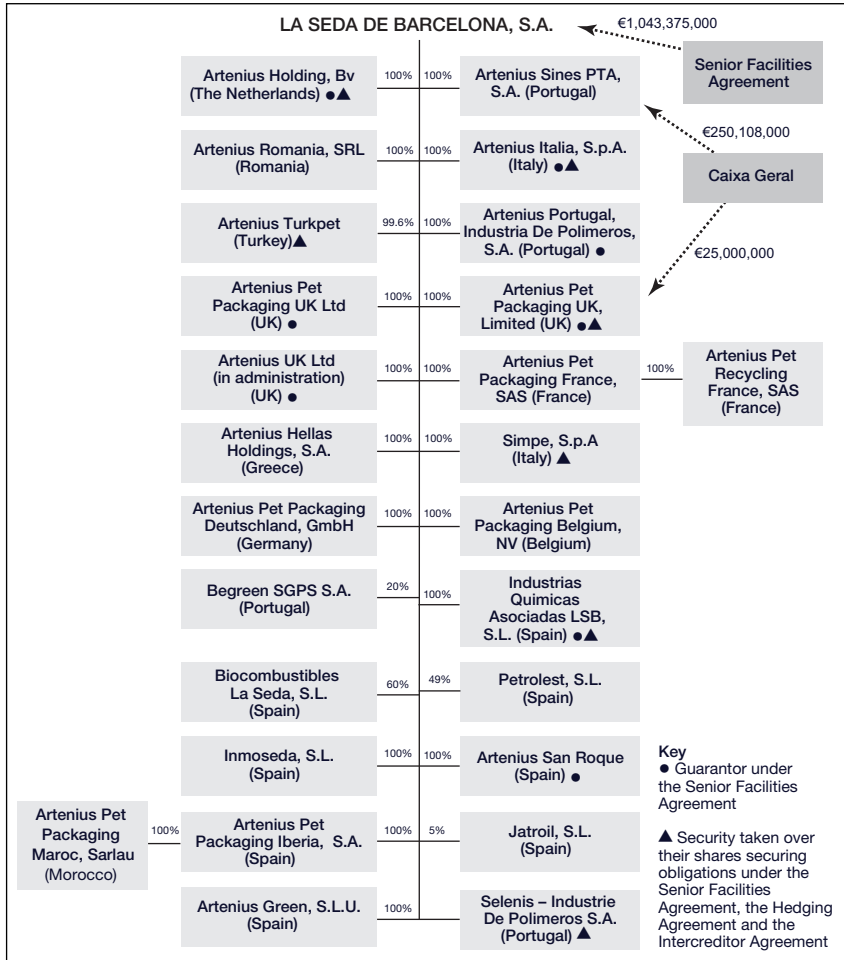 LA SEDA DE BARCELONA, S.A.
€1,043,375,000
Senior Facilities
Agreement
Artenius Holding, Bv
(The Netherlands) ●▲
100%
100%
Artenius Sines PTA,
S.A. (Portugal)
€250,108,000
Caixa Geral
€25,000,000
Artenius Romania, SRL
(Romania)
100%
100%
Artenius Italia, S.p.A.
(Italy) ●▲
Artenius Turkpet
(Turkey)▲
99.6%
100%
Artenius Portugal,
Industria De Polimeros,
S.A. (Portugal) ●
Artenius Pet
Packaging UK Ltd
(UK) ●
100%
100%
Artenius Pet
Packaging UK,
Limited (UK) ●▲
Artenius UK Ltd
(in administration)
(UK) ●
100%
100%
Artenius Pet
Packaging France,
SAS (France)
100%
Artenius Pet
Recycling
France, SAS
(France)
Artenius Hellas
Holdings, S.A.
(Greece)
100%
100%
Simpe, S.p.A
(Italy) ▲
Artenius Pet Packaging
Deutschland, GmbH
(Germany)
100%
100%
Artenius Pet
Packaging Belgium,
NV (Belgium)
Begreen SGPS S.A.
(Portugal)
20%
100%
Industrias
Quimicas
Asociadas LSB,
S.L. (Spain) ●▲
Biocombustibles
La Seda, S.L.
(Spain)
60%
49%
Petrolest, S.L.
(Spain)
Inmoseda, S.L.
(Spain)
100%
100%
Artenius San Roque
(Spain) ●
Artenius Pet
Packaging
Maroc, Sarlau
(Morocco)
100%
Artenius Pet
Packaging Iberia, S.A.
(Spain)
100%
5%
Jatroil, S.L.
(Spain)
Artenius Green, S.L.U.
(Spain)
100%
Selenis – Industrie
De Polimeros S.A.
(Portugal) ▲
Key
● Guarantor under
the Senior Facilities
Agreement
▲ Security taken over
their shares securing
obligations under the
Senior Facilities
Agreement, the Hedging
Agreement and the
Intercreditor Agreement